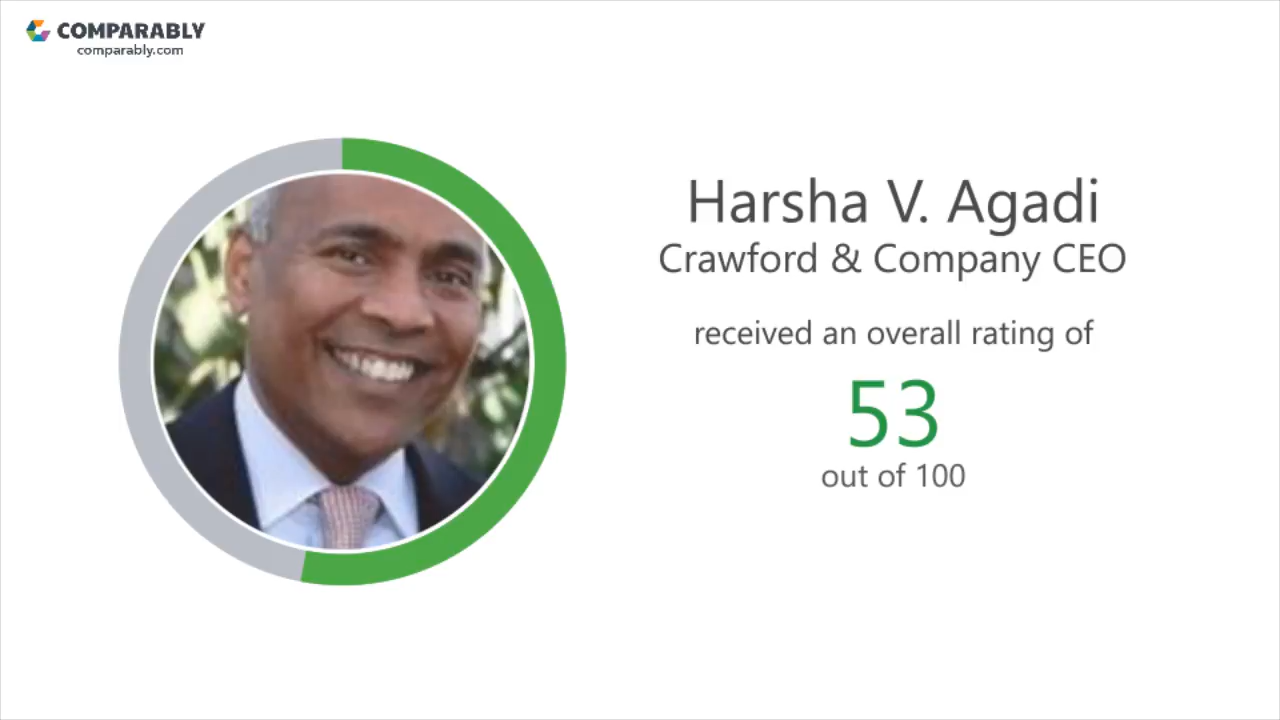 COMPARABLY
comparably.com
Harsha V. Agadi
Crawford & Company CEO
received an overall rating of
53
out of 100